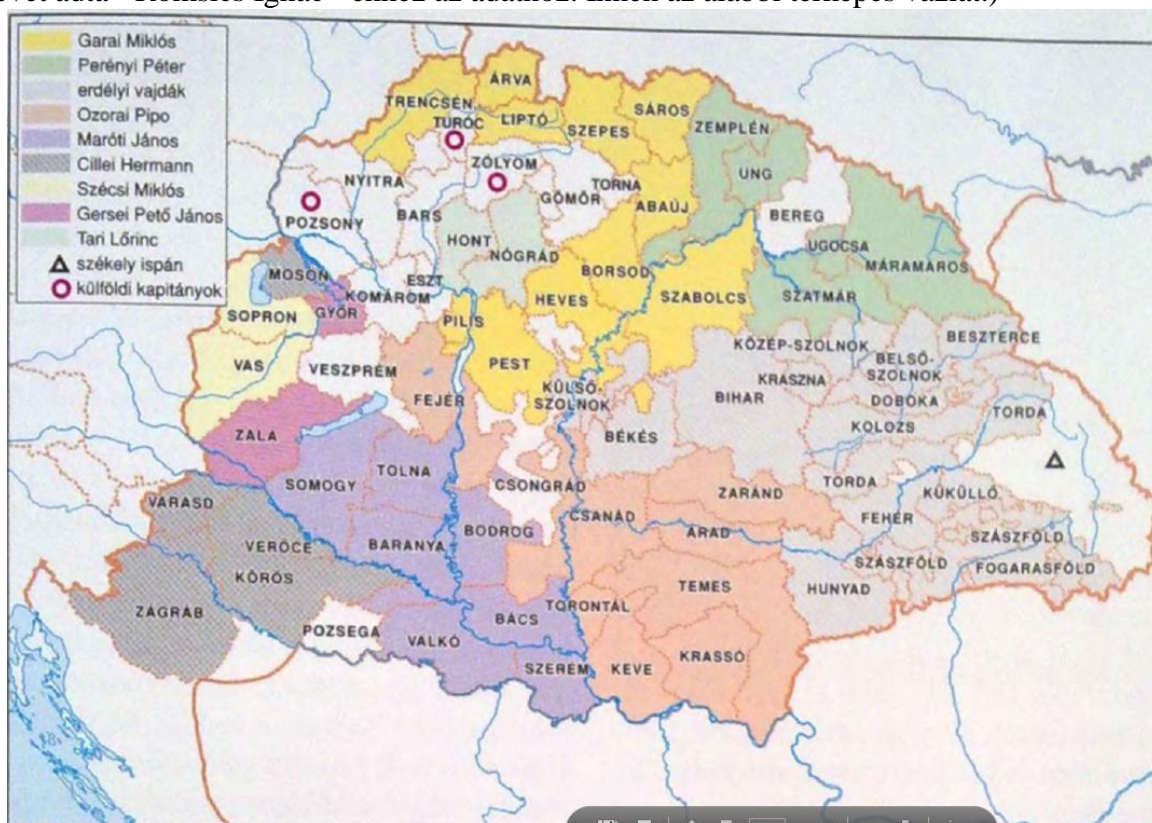 Garai Miklós
Perényi Péter
erdélyi vajdák
Ozorai Pipo
Maróti János
Cillei Hermann
Szécsi Miklós
Gersei Pető János
Tari Lőrinc
székely ispán
külföldi kapitányok
ÁRVA
TRENCSÉN
TURÓC
LIPTÓ
SZEPES
SÁROS
ZEMPLÉN
ZÓLYOM
UNG
NYITRA
TORNA
GÖMÖR
ABAÚJ
POZSONY
BARS
BEREG
HONT
NÓGRÁD
UGOCSA
MOSON
ESZT
BORSOD
MÁRAMAROS
KOMÁROM
HEVES
SZABOLCS
SZATMÁR
SOPRON
GYŐR
PILIS
BESZTERCE
KÖZÉP-SZOLNOK
VAS
VESZPRÉM
PEST
BELSŐ-
SZOLNOK
KRASZNA
KÜLSŐ-
SZOLNOK
FEJÉR
BIHAR
DOBOKA
TORDA
KOLOZS
ZALA
BÉKÉS
TOLNA
SOMOGY
CSONGRÁD
ZARÁND
TORDA
KÜKÜLLŐ
VARASD
CSANÁD
FEHÉR
BODROG
ARAD
SZÁSZFÖLD
VERŐCE
BARANYA
SZÁSZFÖLD
FOGARASFÖLD
KŐRÖS
TEMES
HUNYAD
ZÁGRÁB
TORONTÁL
BÁCS
POZSEGA
VALKÓ
KRASSÓ
SZERÉM
KEVE